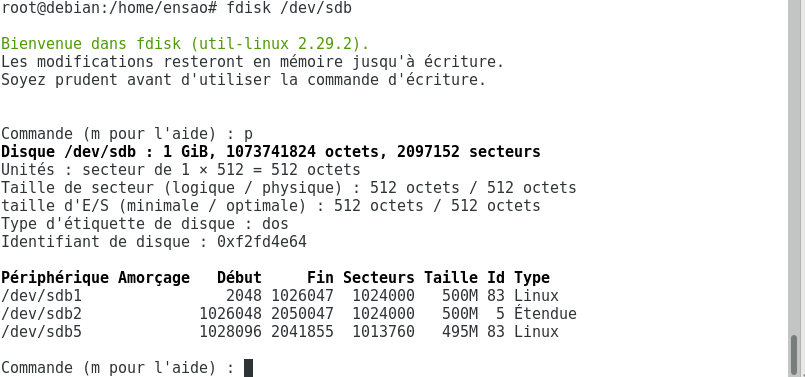 root@debian:/home/ensao# fdisk /dev/sdb
Bienvenue dans fdisk (util-linux 2.29.2).
Les modifications resteront en mémoire jusqu'à écriture.
Soyez prudent avant d'utiliser la commande d'écriture.
Commande (m pour l'aide) : p
Disque /dev/sdb : 1 GiB, 1073741824 octets, 2097152 secteurs
Unités : secteur de 1 × 512 = 512 octets
Taille de secteur (logique / physique) : 512 octets / 512 octets
taille d'E/S (minimale / optimale) : 512 octets / 512 octets
Type d'étiquette de disque : dos
Identifiant de disque : 0xf2fd4e64
Périphérique Amorçage   Début     Fin Secteurs Taille Id Type
/dev/sdb1                2048 1026047  1024000   500M 83 Linux
/dev/sdb2             1026048 2050047  1024000   500M  5 Étendue
/dev/sdb5             1028096 2041855  1013760   495M 83 Linux
Commande (m pour l'aide) :